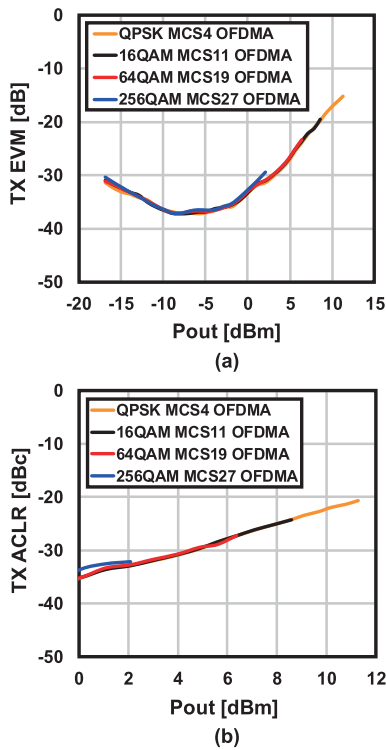 0
-10
-20
-30
-40
-50
TX EVM [dB]
QPSK MCS4 OFDMA
16QAM MCS11 OFDMA
64QAM MCS19 OFDMA
256QAM MCS27 OFDMA
-20 -15 -10 -5 0 5 10 15
Pout [dBm]
(a)
0
-10
-20
-30
-40
-50
TX ACLR [dBc]
QPSK MCS4 OFDMA
16QAM MCS11 OFDMA
64QAM MCS19 OFDMA
256QAM MCS27 OFDMA
0 2 4 6 8 10 12
Pout [dBm]
(b)